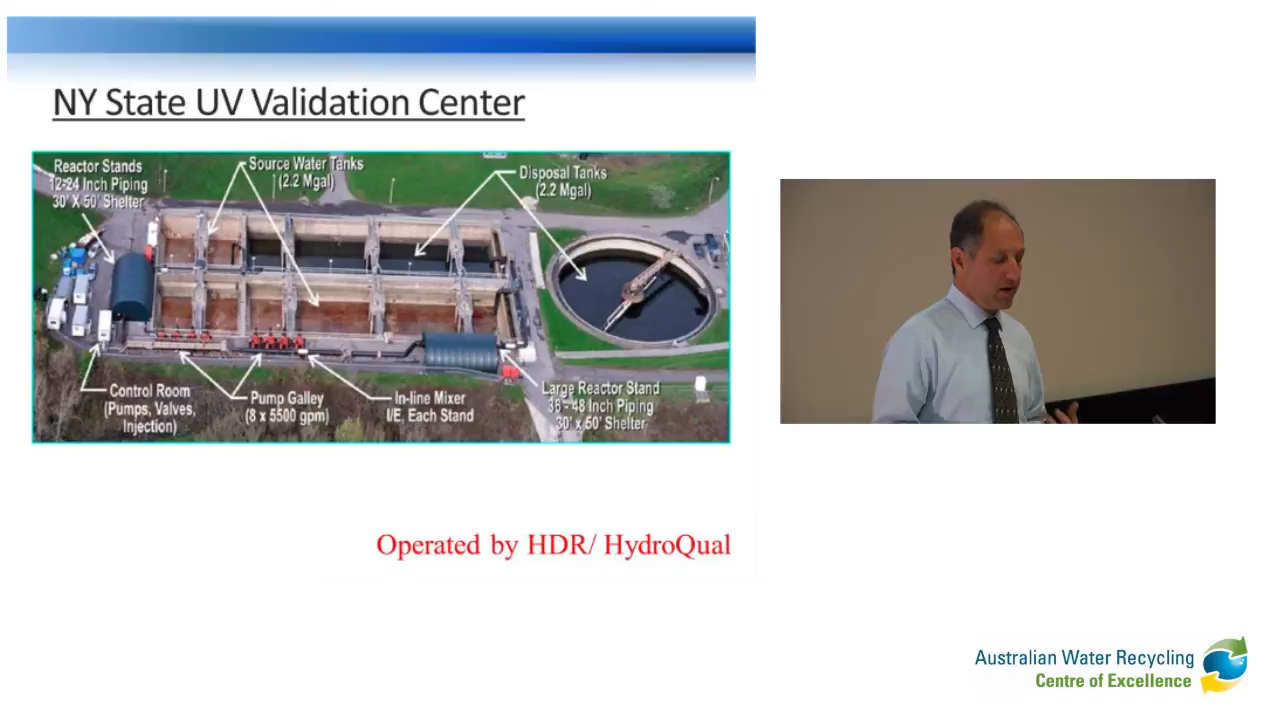 NY State UV Validation Center
Reactor Stands
12-24 Inch Piping
30' X 50' Shelter
Source Water Tanks
(2.2 Mgal)
Disposal Tanks
(2.2 Mgal)
Control Room
(Pumps, Valves,
Injection)
Pump Galley
(8 x 5500 gpm)
In-line Mixer
I/E, Each Stand
Large Reactor Stand
36 - 48 Inch Piping
30' x 50' Shelter
Operated by HDR/ HydroQual
Australian Water Recycling
Centre of Excellence